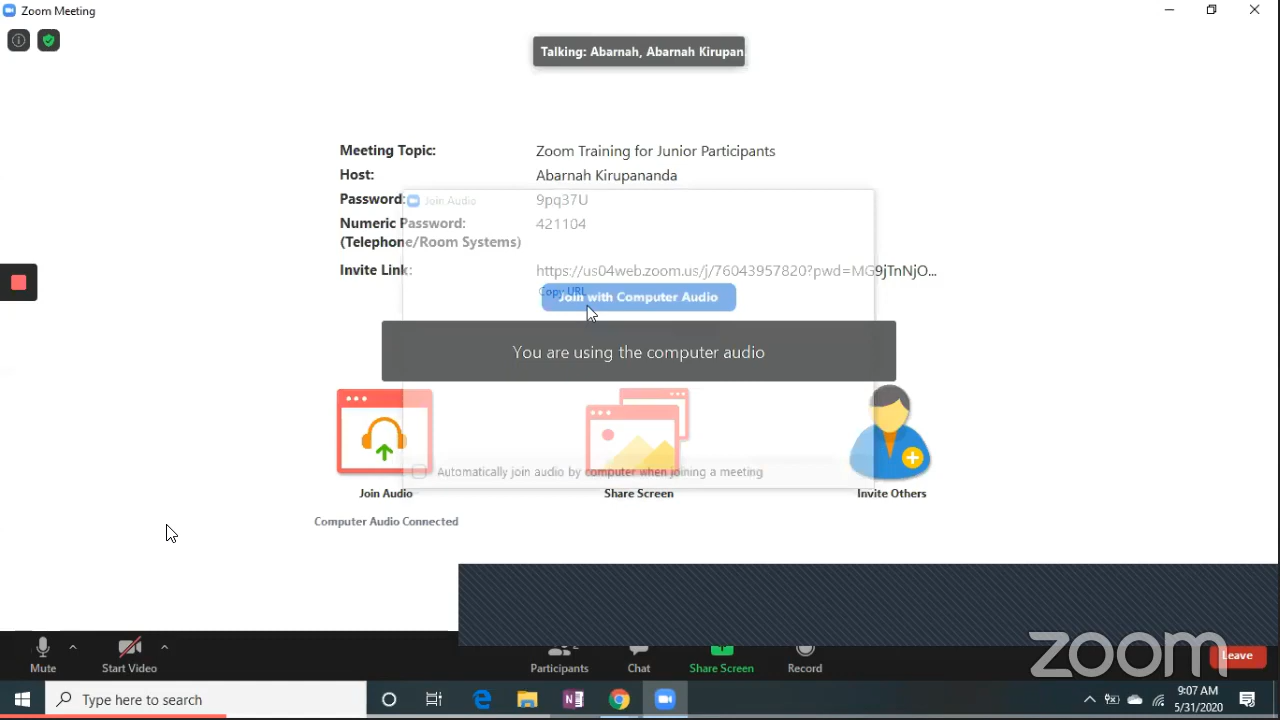 Zoom Meeting
Talking: Abarnah, Abarnah Kirupan
Meeting Topic: Zoom Training for Junior Participants
Host: Abarnah Kirupananda
Password: 9pq37U
Join Audio
Numeric Password: 421104
(Telephone/Room Systems)
Invite Link: https://us04web.zoom.us/j/76043957820?pwd=MG9jTnNjO...
Copy URL
Join with Computer Audio
You are using the computer audio
Automatically join audio by computer when joining a meeting
Join Audio
Share Screen
Invite Others
Computer Audio Connected
Mute
Start Video
Participants
Chat
Share Screen
Record
Leave
zoom
Type here to search
9:07 AM
5/31/2020